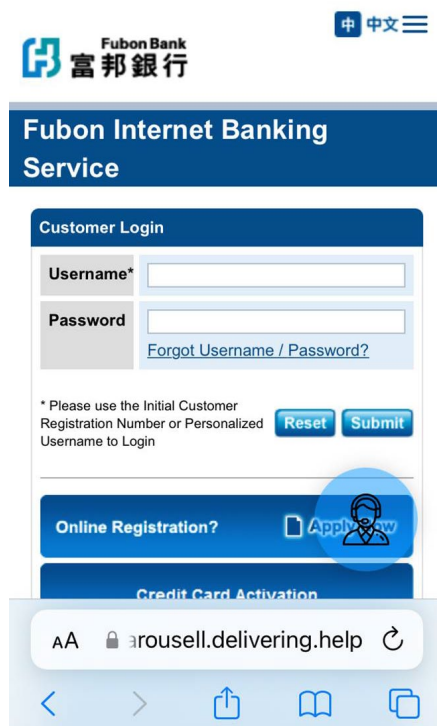 中 中文
Fubon Bank
富邦銀行
Fubon Internet Banking
Service
Customer Login
Username*
Password
Forgot Username / Password?
* Please use the Initial Customer
Registration Number or Personalized
Username to Login
Reset Submit
Online Registration? Apply Now
Credit Card Activation
AA arousell.delivering.help